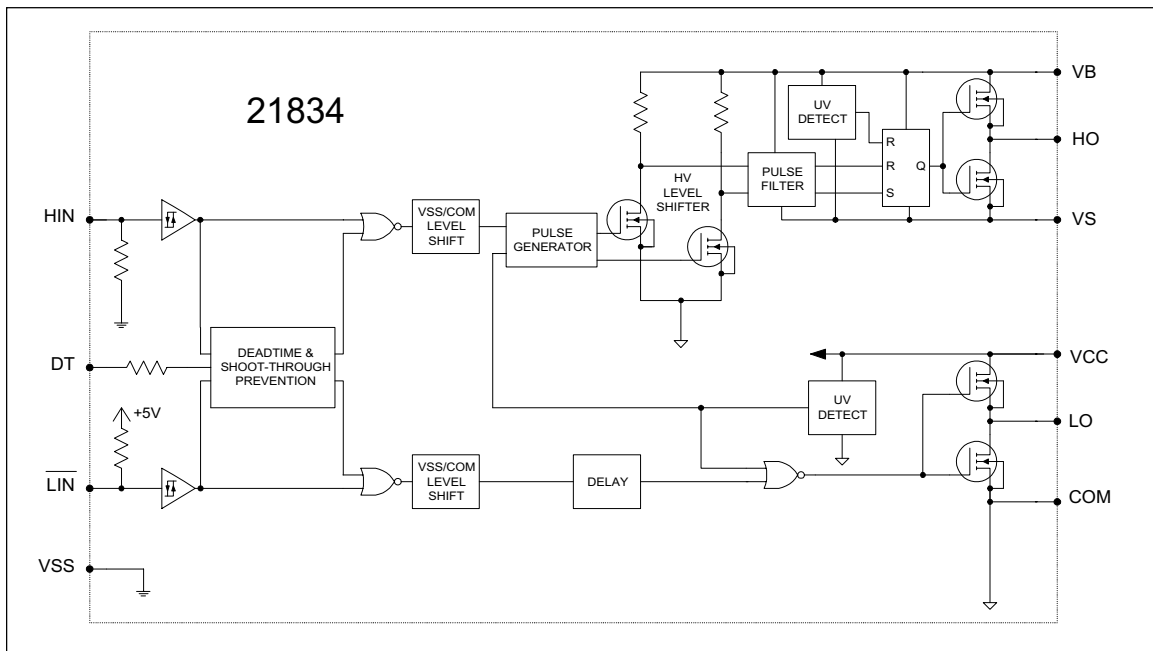 21834
VB
UV
DETECT
HO
R
R
Q
S
PULSE
FILTER
HV
LEVEL
SHIFTER
VS
HIN
VSS/COM
LEVEL
SHIFT
PULSE
GENERATOR
DEADTIME &
SHOOT-THROUGH
PREVENTION
DT
VCC
UV
DETECT
+5V
LO
LIN
VSS/COM
LEVEL
SHIFT
DELAY
COM
VSS